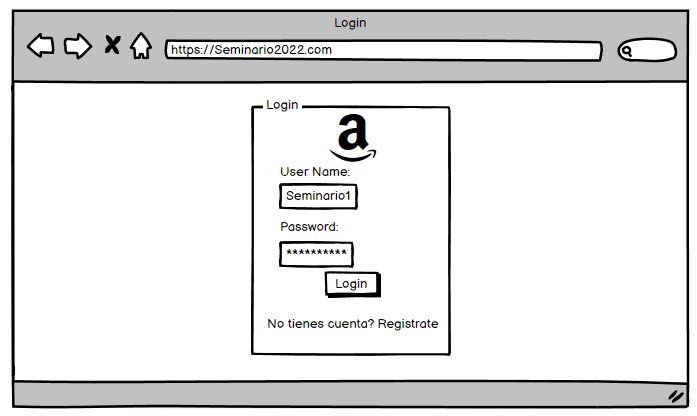 Login
https://Seminario2022.com
Login
a
User Name:
Seminario1
Password:
**********
Login
No tienes cuenta? Registrate